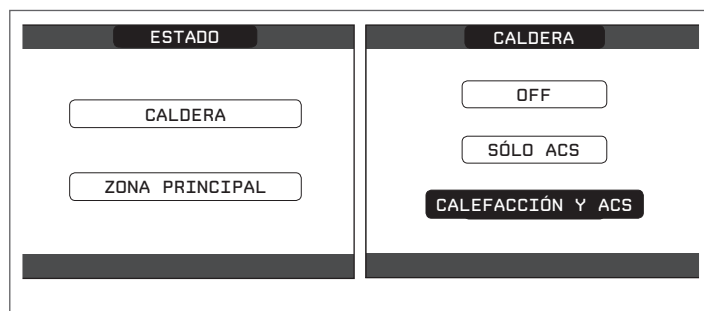 ESTADO
CALDERA
ZONA PRINCIPAL
CALDERA
OFF
SÓLO ACS
CALEFACCIÓN Y ACS